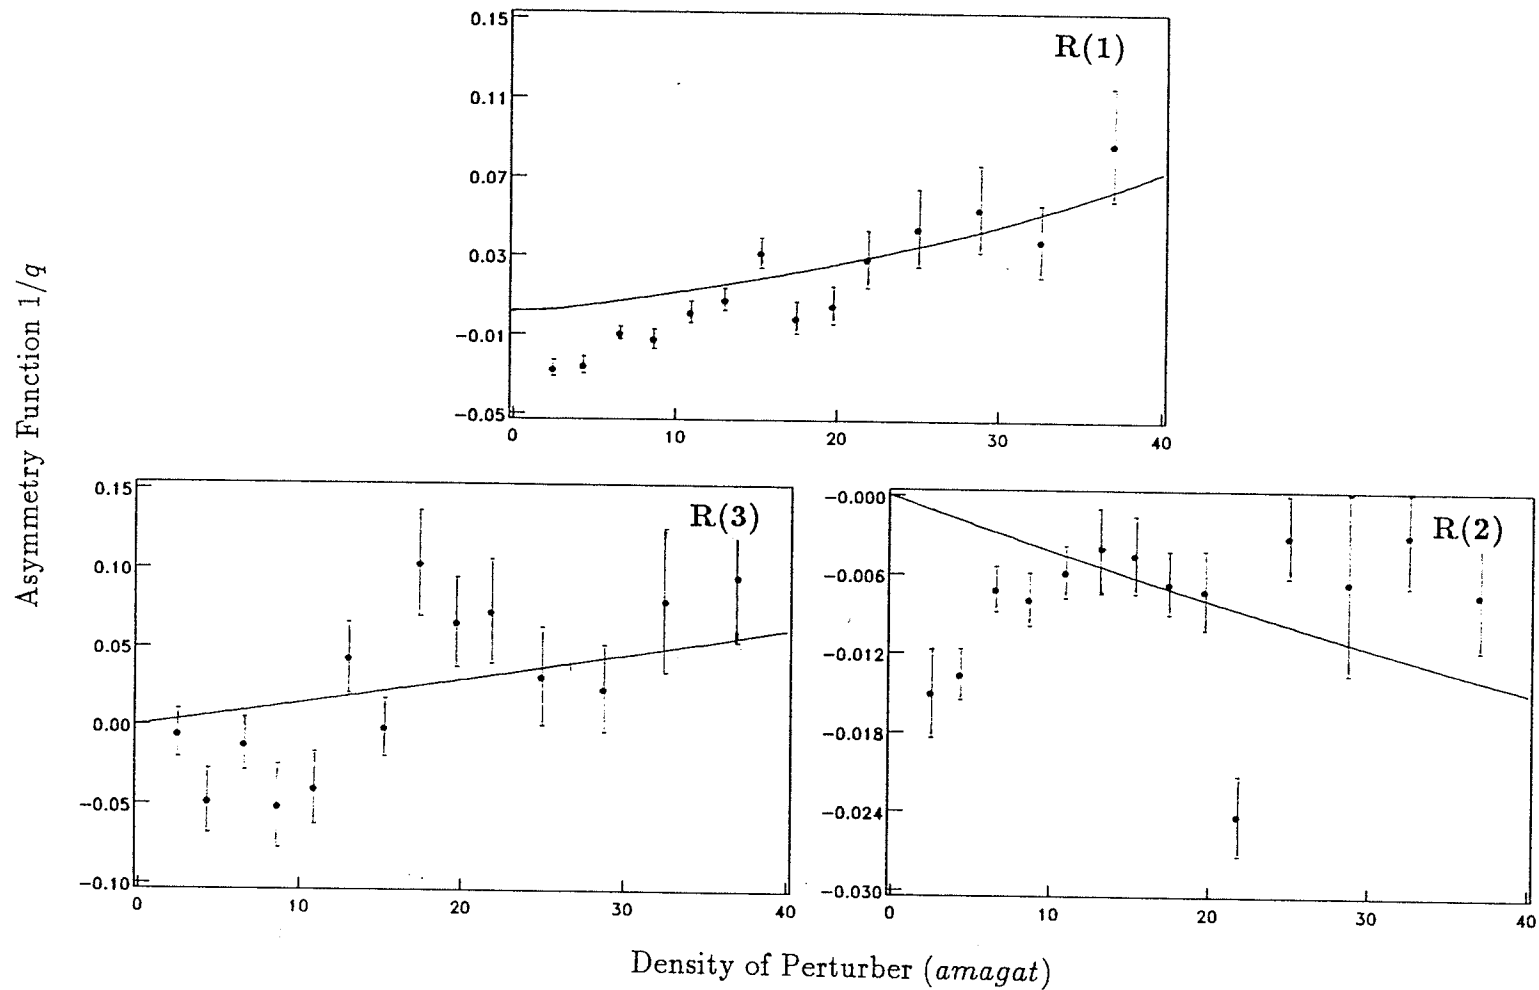 0.15
R(1)
0.11
0.07
0.03
-0.01
-0.05
0 10 20 30 40
Asymmetry Function 1/q
0.15
R(3)
0.10
0.05
0.00
-0.05
-0.10
0 10 20 30 40
-0.000
R(2)
-0.006
-0.012
-0.018
-0.024
-0.030
0 10 20 30 40
Density of Perturber (amagat)